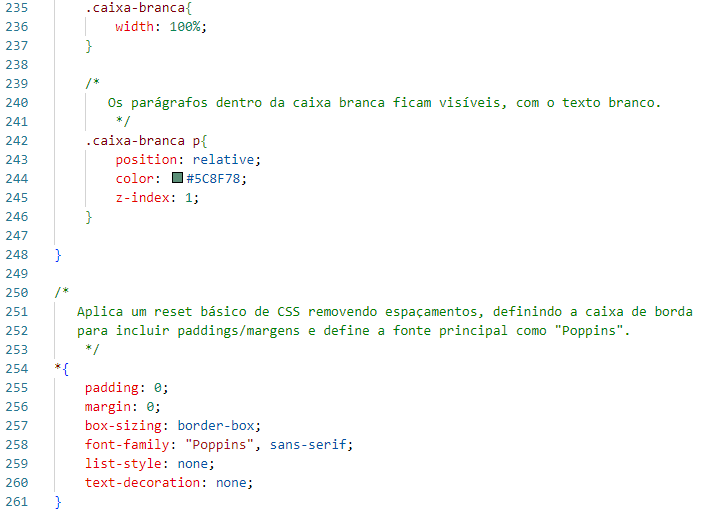 235 .caixa-branca{
236 width: 100%;
237 }
238
239 /*
240 Os parágrafos dentro da caixa branca ficam visíveis, com o texto branco.
241 */
242 .caixa-branca p{
243 position: relative;
244 color: #5C8F78;
245 z-index: 1;
246 }
247
248 }
249
250 /*
251 Aplica um reset básico de CSS removendo espaçamentos, definindo a caixa de borda
252 para incluir paddings/margens e define a fonte principal como "Poppins".
253 */
254 *{
255 padding: 0;
256 margin: 0;
257 box-sizing: border-box;
258 font-family: "Poppins", sans-serif;
259 list-style: none;
260 text-decoration: none;
261 }